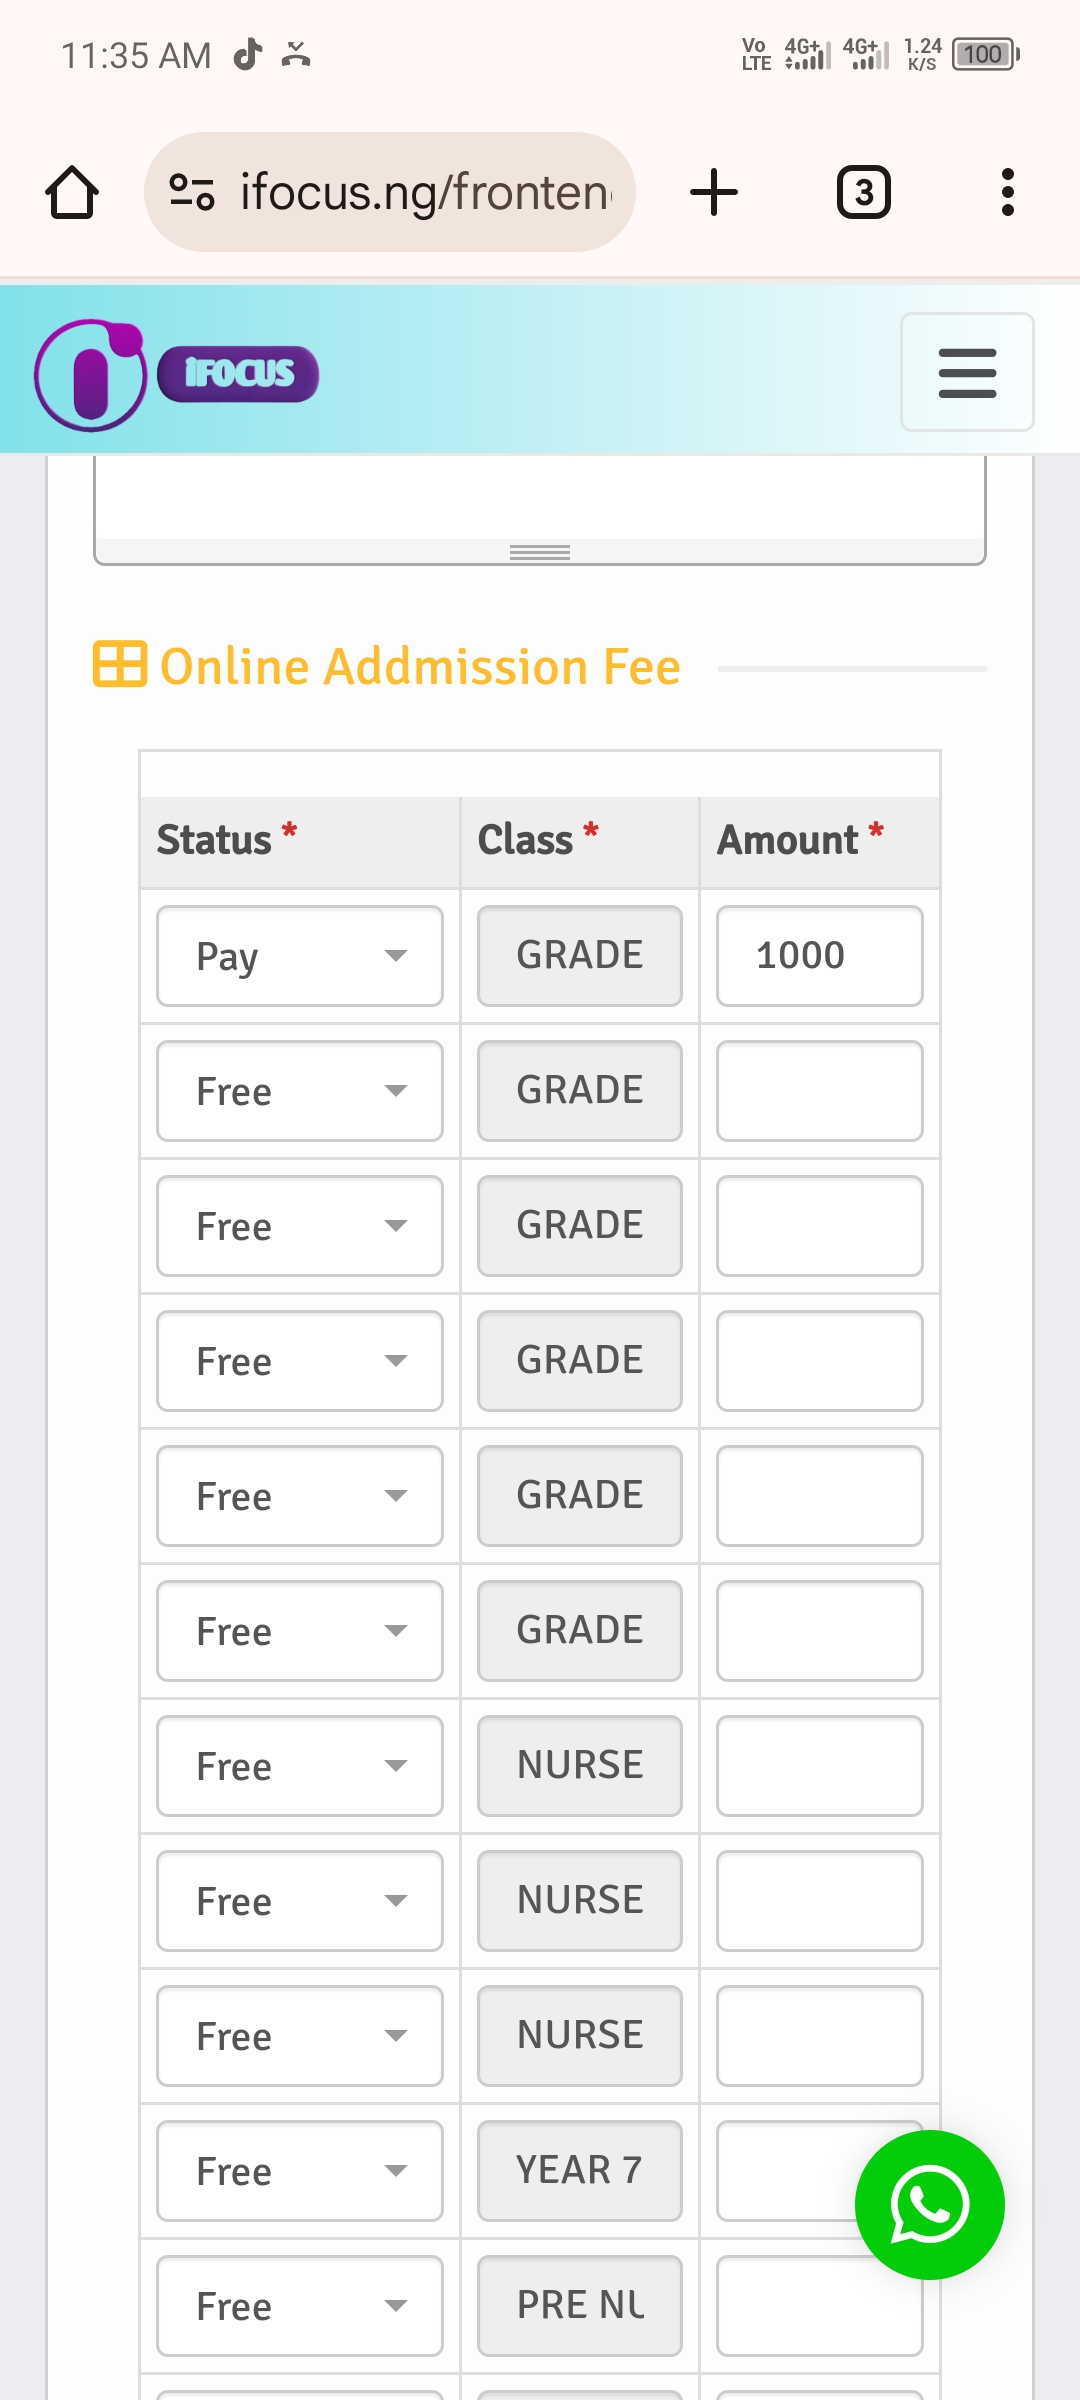 11:35 AM
Vo LTE 4G+ 4G+ 1.24 K/S 100
ifocus.ng/fronten
3
iFOCUS
Online Addmission Fee
Status * Class * Amount *
Pay GRADE 1000
Free GRADE
Free GRADE
Free GRADE
Free GRADE
Free GRADE
Free NURSE
Free NURSE
Free NURSE
Free YEAR 7
Free PRE NU